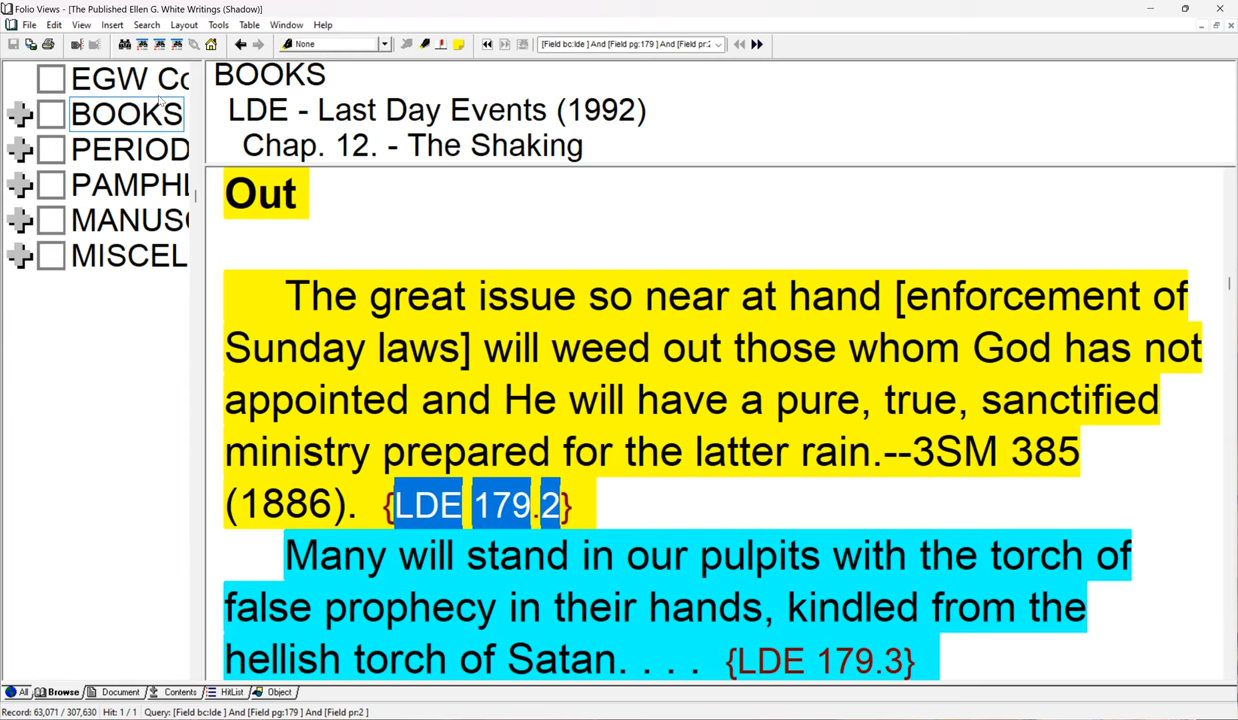 Folio Views - [The Published Ellen G. White Writings (Shadow)]
File Edit View Insert Search Layout Tools Table Window Help
None
[Field bc:lde ] And [Field pg:179 ] And [Field pr:2
EGW Co
BOOKS
PERIOD
PAMPHL
MANUSC
MISCEL
BOOKS
LDE - Last Day Events (1992)
Chap. 12. - The Shaking
Out
The great issue so near at hand [enforcement of
Sunday laws] will weed out those whom God has not
appointed and He will have a pure, true, sanctified
ministry prepared for the latter rain.--3SM 385
(1886). {LDE 179.2}
Many will stand in our pulpits with the torch of
false prophecy in their hands, kindled from the
hellish torch of Satan. . . . {LDE 179.3}
All Browse Document Contents HitList Object
Record: 63,071 / 307,630 Hit: 1 / 1 Query: [Field bc:lde ] And [Field pg:179 ] And [Field pr:2 ]